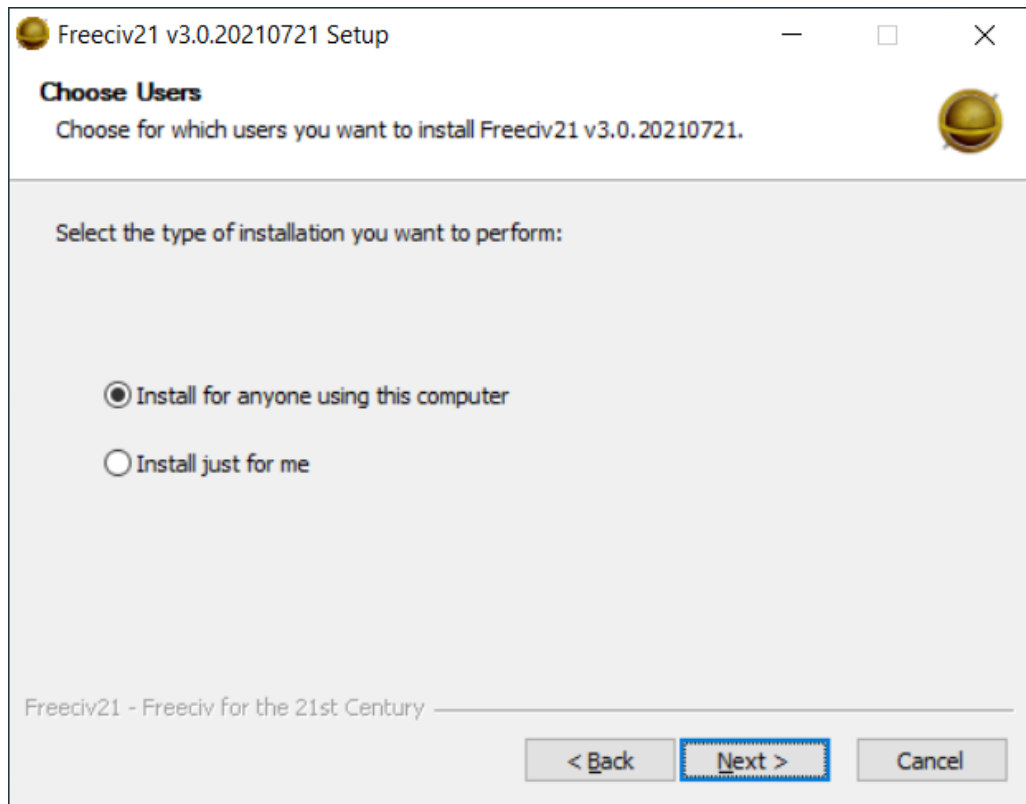 Freeciv21 v3.0.20210721 Setup
Choose Users
Choose for which users you want to install Freeciv21 v3.0.20210721.
Select the type of installation you want to perform:
Install for anyone using this computer
Install just for me
Freeciv21 - Freeciv for the 21st Century
< Back
Next >
Cancel